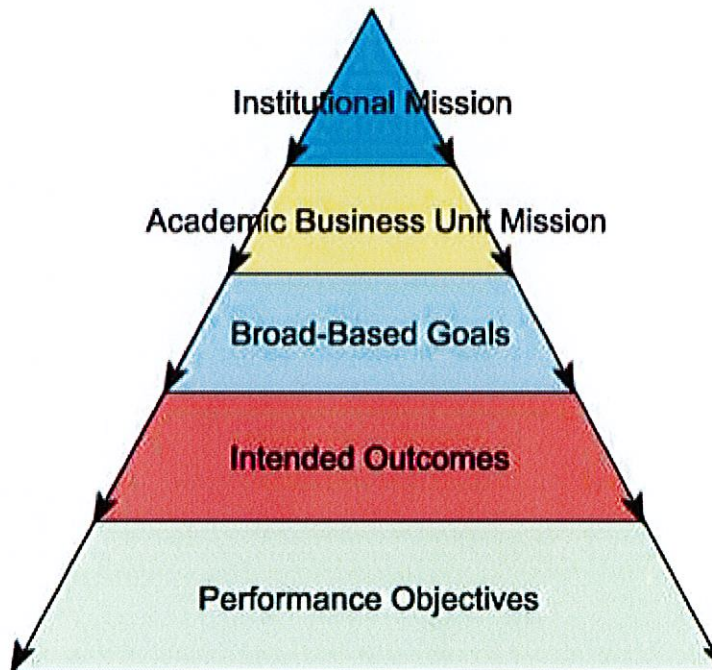 Institutional Mission
Academic Business Unit Mission
Broad-Based Goals
Intended Outcomes
Performance Objectives